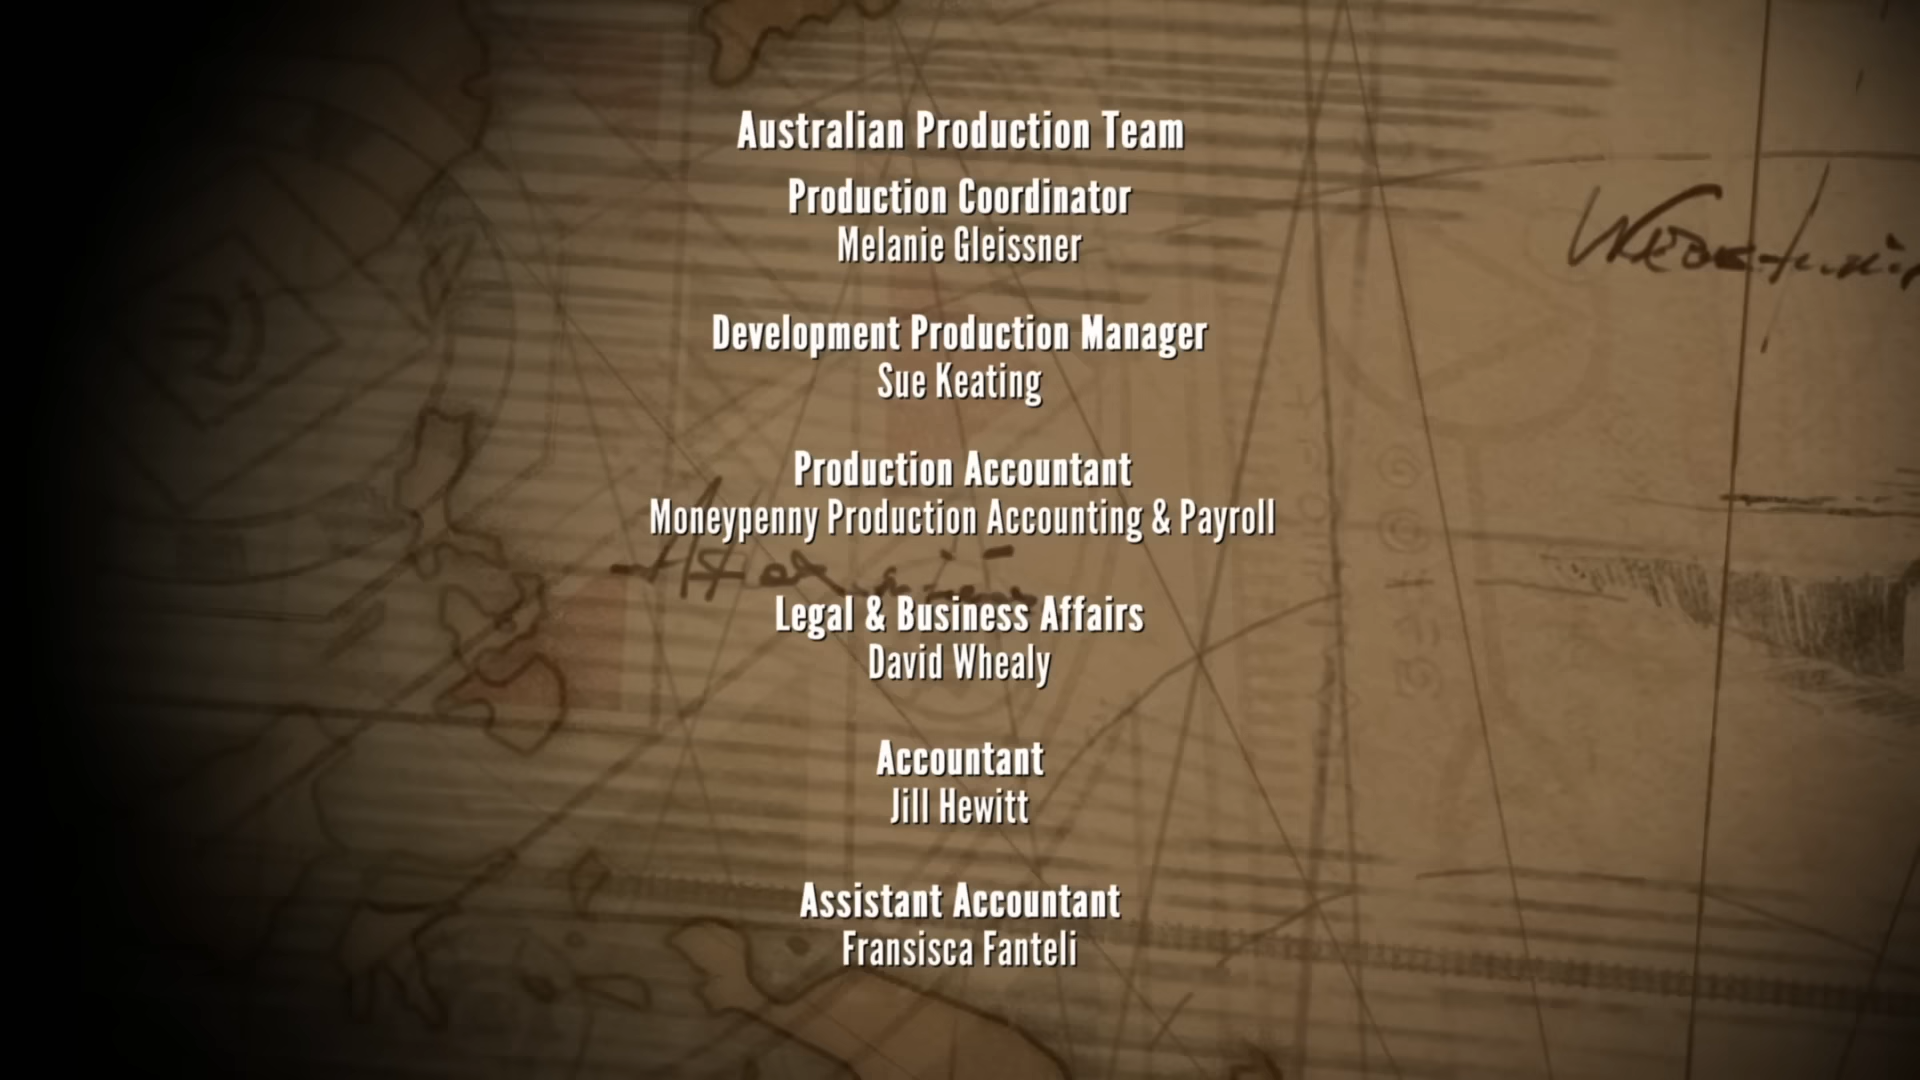 Australian Production Team
Production Coordinator
Melanie Gleissner
Development Production Manager
Sue Keating
Production Accountant
Moneypenny Production Accounting & Payroll
Legal & Business Affairs
David Whealy
Accountant
Jill Hewitt
Assistant Accountant
Fransisca Fanteli